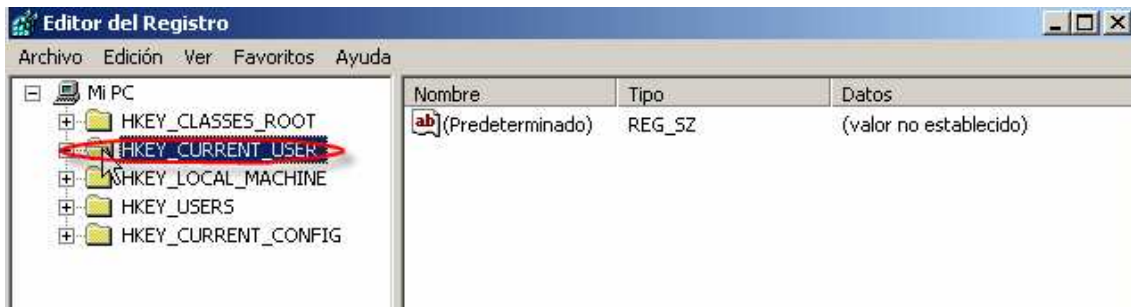 Editor del Registro
Archivo Edición Ver Favoritos Ayuda
Mi PC
HKEY_CLASSES_ROOT
HKEY_CURRENT_USER
HKEY_LOCAL_MACHINE
HKEY_USERS
HKEY_CURRENT_CONFIG
Nombre Tipo Datos
ab (Predeterminado) REG_SZ (valor no establecido)